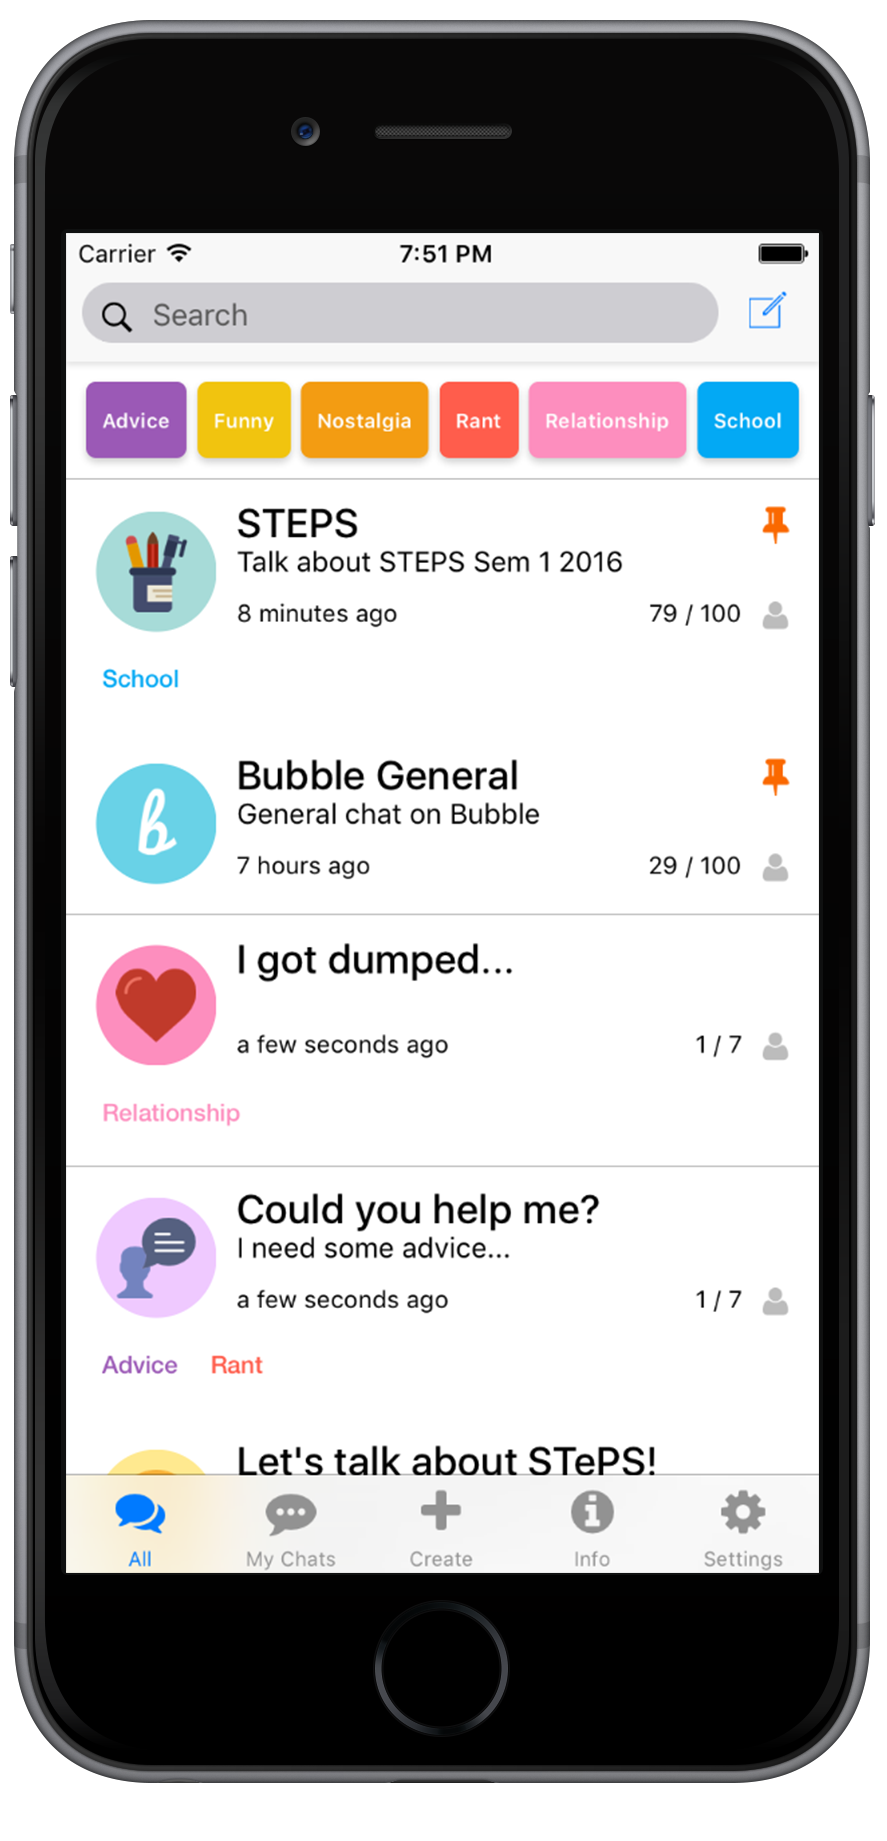 Carrier 7:51 PM
Search
Advice Funny Nostalgia Rant Relationship School
STEPS
Talk about STEPS Sem 1 2016
8 minutes ago 79 / 100
School
b
Bubble General
General chat on Bubble
7 hours ago 29 / 100
I got dumped...
a few seconds ago 1 / 7
Relationship
Could you help me?
I need some advice...
a few seconds ago 1 / 7
Advice Rant
Let's talk about STePS!
All My Chats Create Info Settings